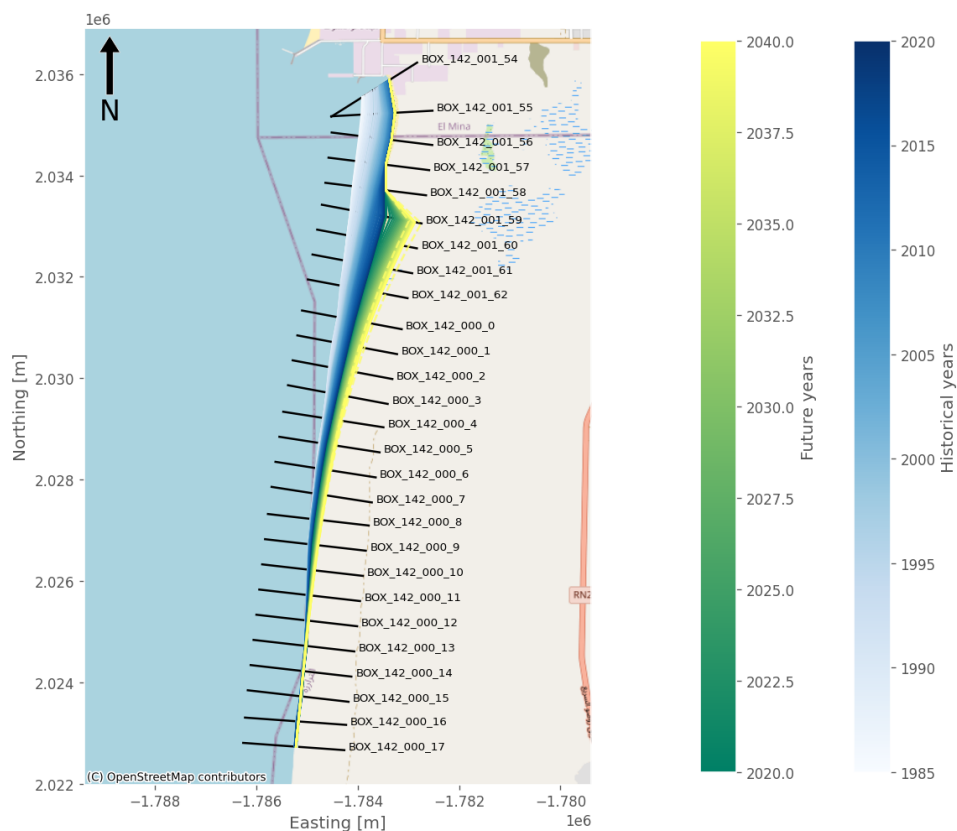 1e6
2.036
2.034
2.032
2.030
2.028
2.026
2.024
2.022
Northing [m]
N
BOX_142_001_54
BOX_142_001_55
El Mina
BOX_142_001_56
BOX_142_001_57
BOX_142_001_58
BOX_142_001_59
BOX_142_001_60
BOX_142_001_61
BOX_142_001_62
BOX_142_000_0
BOX_142_000_1
BOX_142_000_2
BOX_142_000_3
BOX_142_000_4
BOX_142_000_5
BOX_142_000_6
BOX_142_000_7
BOX_142_000_8
BOX_142_000_9
BOX_142_000_10
BOX_142_000_11
RN2
BOX_142_000_12
BOX_142_000_13
BOX_142_000_14
BOX_142_000_15
BOX_142_000_16
BOX_142_000_17
(C) OpenStreetMap contributors
−1.788
−1.786
−1.784
−1.782
−1.780
1e6
Easting [m]
2040.0
2037.5
2035.0
2032.5
2030.0
2027.5
2025.0
2022.5
2020.0
Future years
2020
2015
2010
2005
2000
1995
1990
1985
Historical years